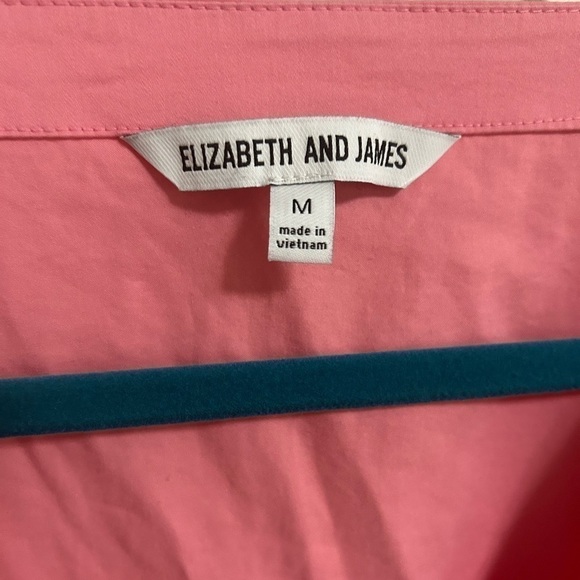 ELIZABETH AND JAMES
M
made in
vietnam